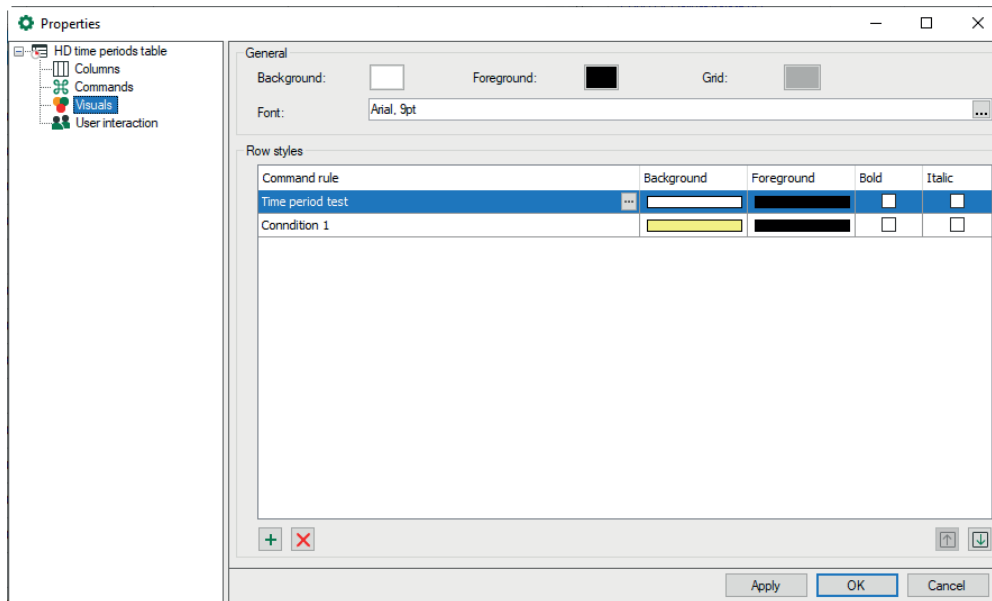 Properties
HD time periods table
Columns
Commands
Visuals
User interaction
General
Background: Foreground: Grid:
Font: Arial, 9pt ...
Row styles
Command rule Background Foreground Bold Italic
Time period test ...
Conndition 1
Apply OK Cancel